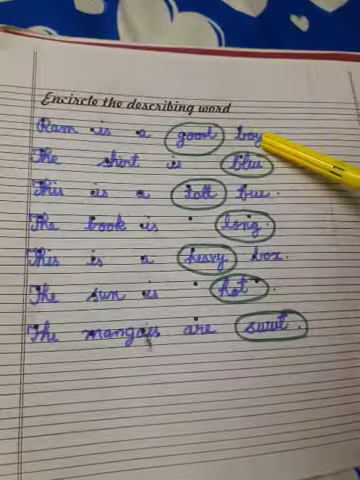 Encircle the describing word
Ram is a good boy
The shirt is blue
This is a tall bue.
The book is long.
This is a heavy box.
The sun is hot.
The mangoes are sweet.